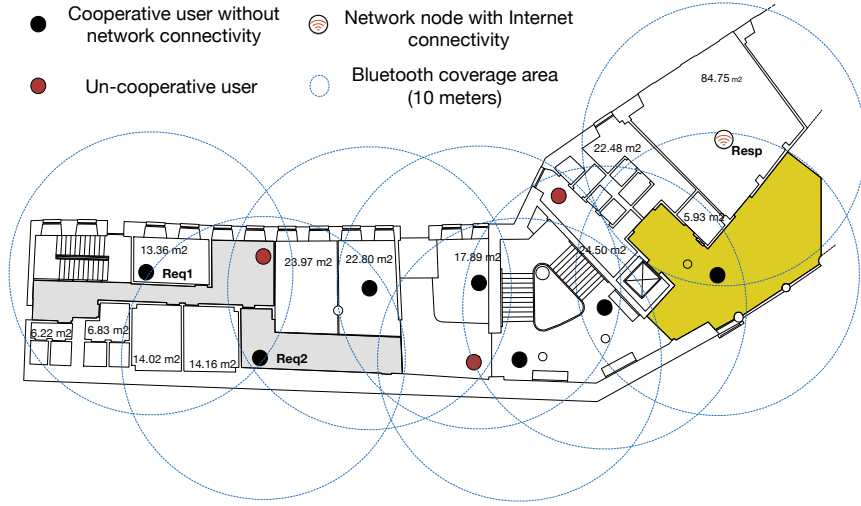 Cooperative user without
network connectivity
Network node with Internet
connectivity
Un-cooperative user
Bluetooth coverage area
(10 meters)
84.75 m2
Resp
22.48 m2
5.93 m2
24.50 m2
13.36 m2
Req1
23.97 m2
22.80 m2
17.89 m2
6.22 m2
6.83 m2
14.02 m2
14.16 m2
Req2